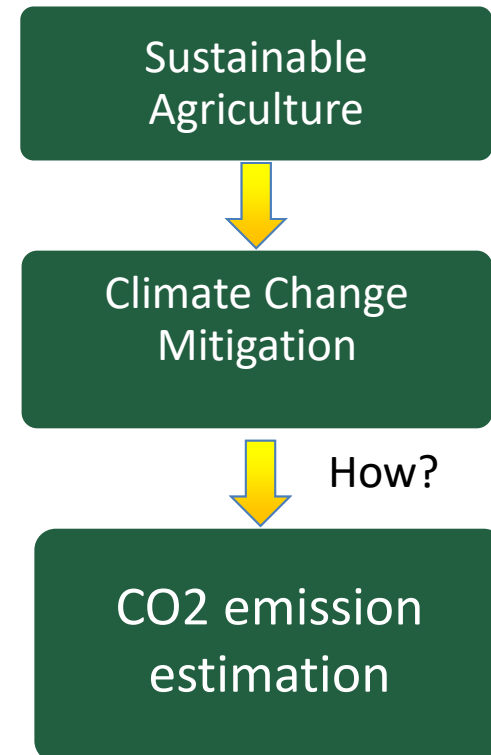 Sustainable
Agriculture
Climate Change
Mitigation
How?
CO2 emission
estimation